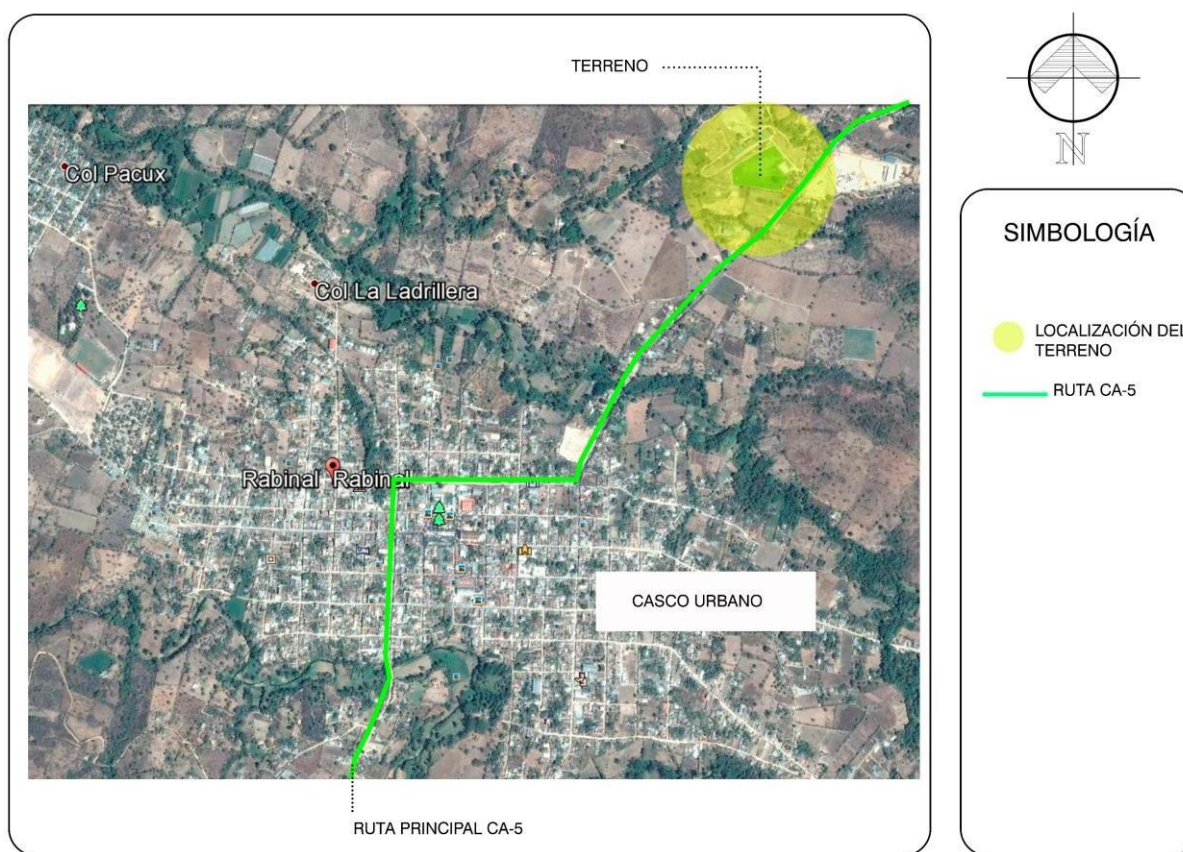 TERRENO
Col Pacux
Col La Ladrillera
Rabinal Rabinal
CASCO URBANO
RUTA PRINCIPAL CA-5
N
SIMBOLOGÍA
LOCALIZACIÓN DEL
TERRENO
RUTA CA-5